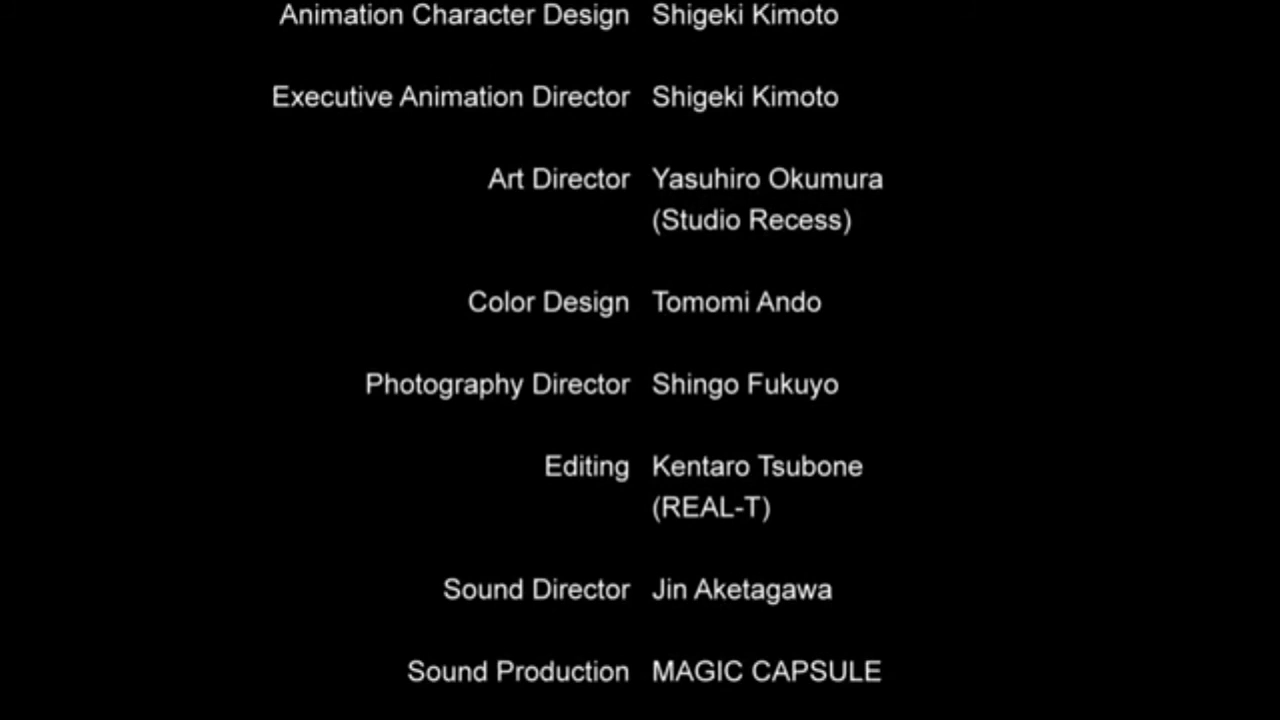 Animation Character Design Shigeki Kimoto
Executive Animation Director Shigeki Kimoto
Art Director Yasuhiro Okumura
(Studio Recess)
Color Design Tomomi Ando
Photography Director Shingo Fukuyo
Editing Kentaro Tsubone
(REAL-T)
Sound Director Jin Aketagawa
Sound Production MAGIC CAPSULE